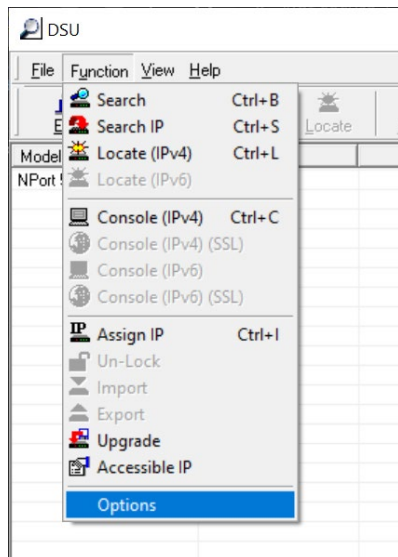 DSU
File Function View Help
Locate
Model
NPort
Search Ctrl+B
Search IP Ctrl+S
Locate (IPv4) Ctrl+L
Locate (IPv6)
Console (IPv4) Ctrl+C
Console (IPv4) (SSL)
Console (IPv6)
Console (IPv6) (SSL)
IP Assign IP Ctrl+I
Un-Lock
Import
Export
Upgrade
Accessible IP
Options